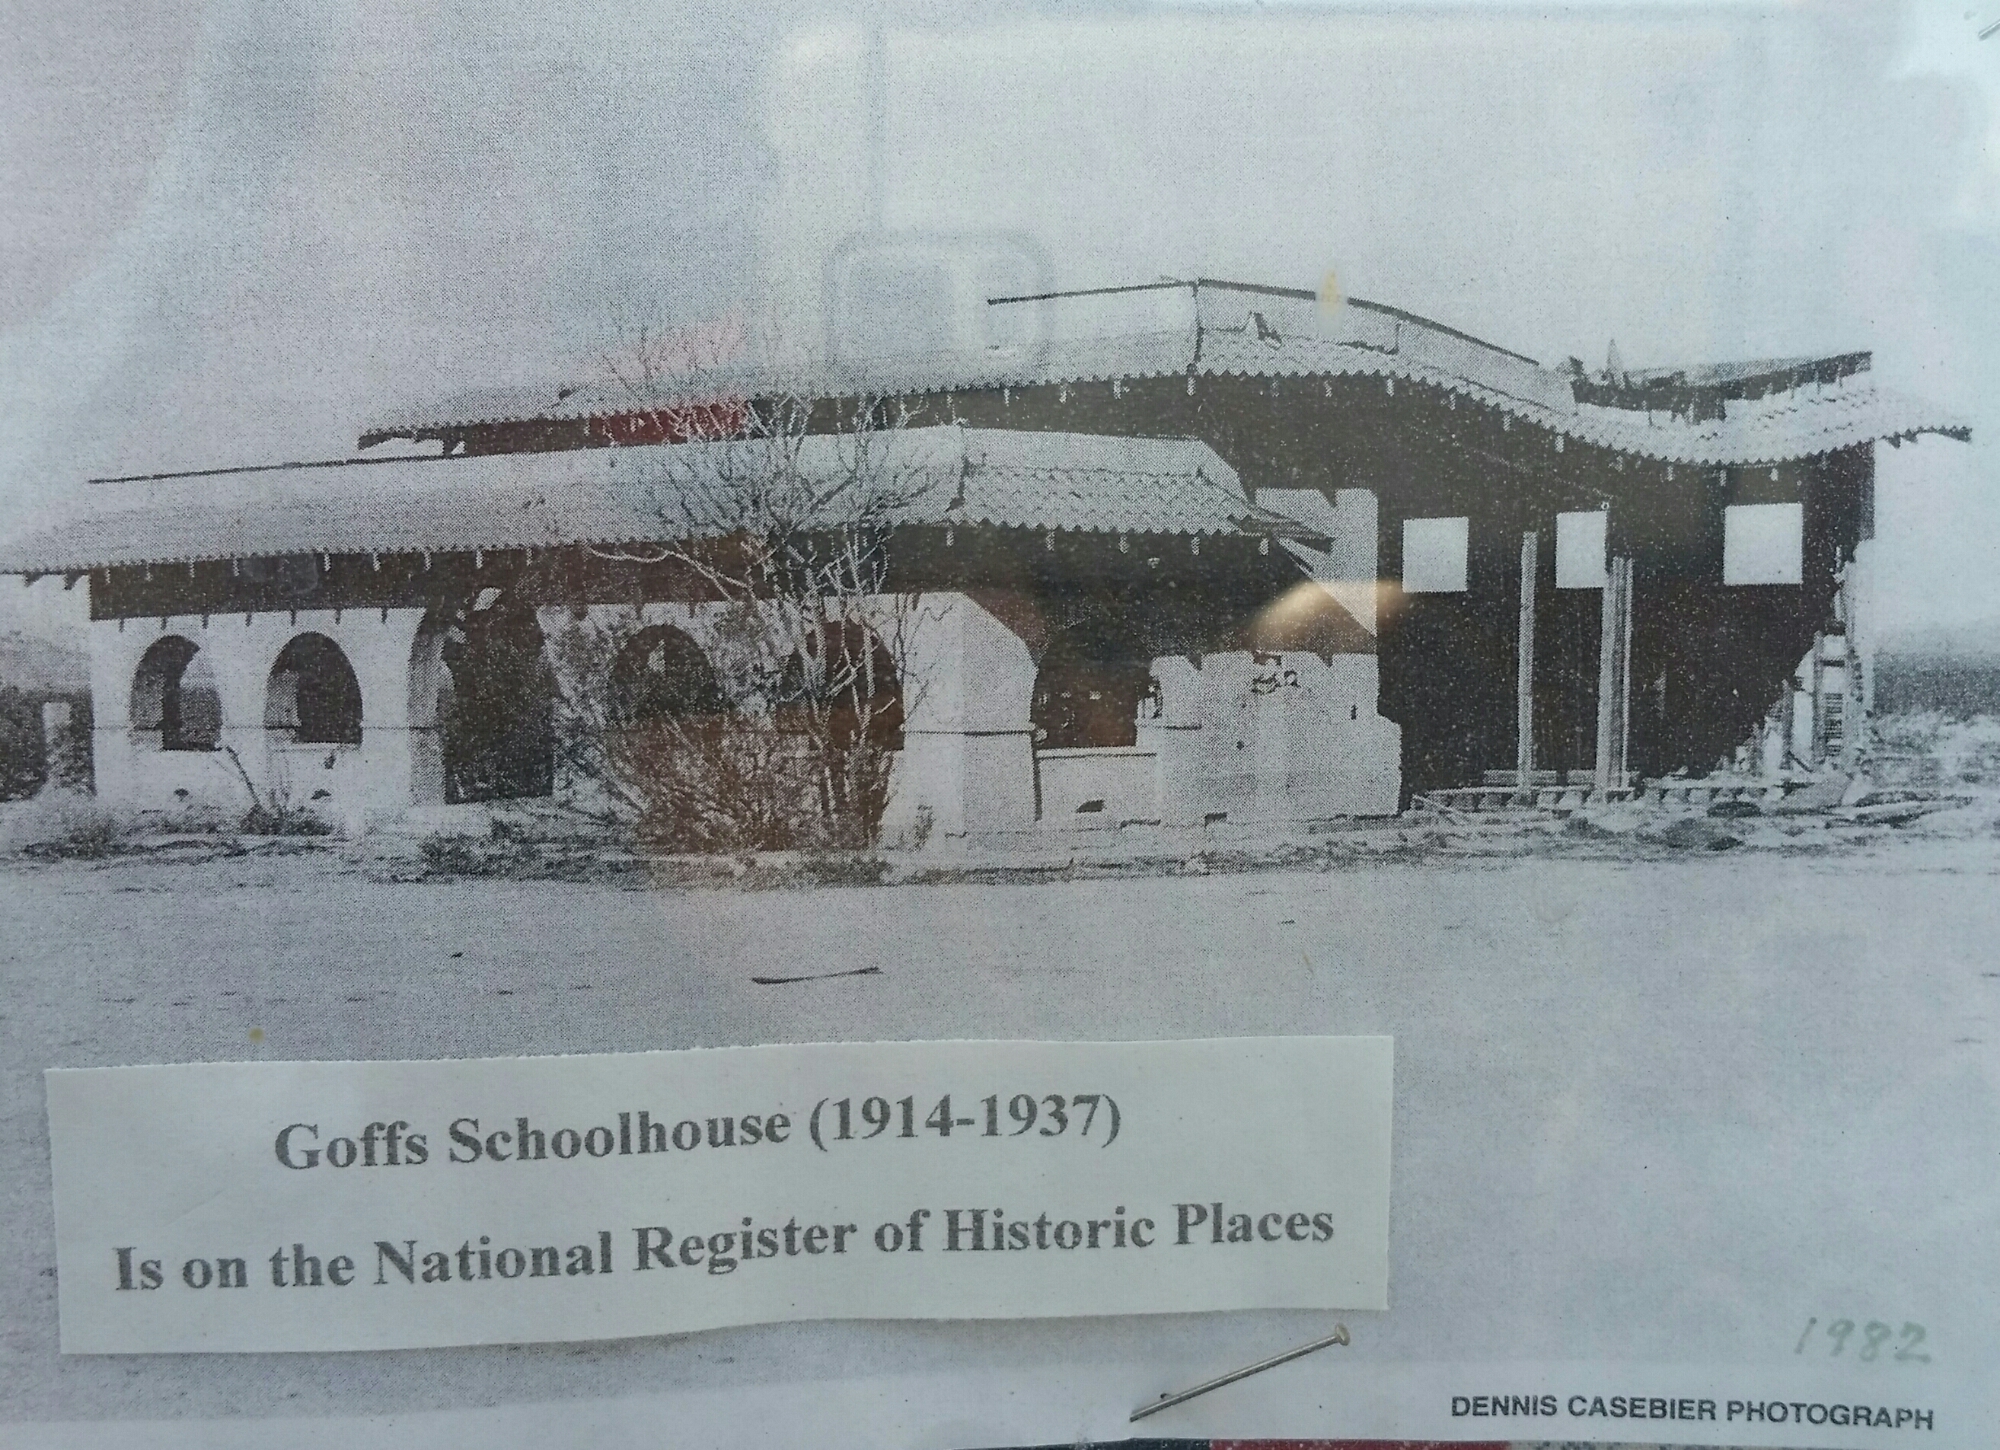 Goffs Schoolhouse (1914-1937)
Is on the National Register of Historic Places
1982
DENNIS CASEBIER PHOTOGRAPH